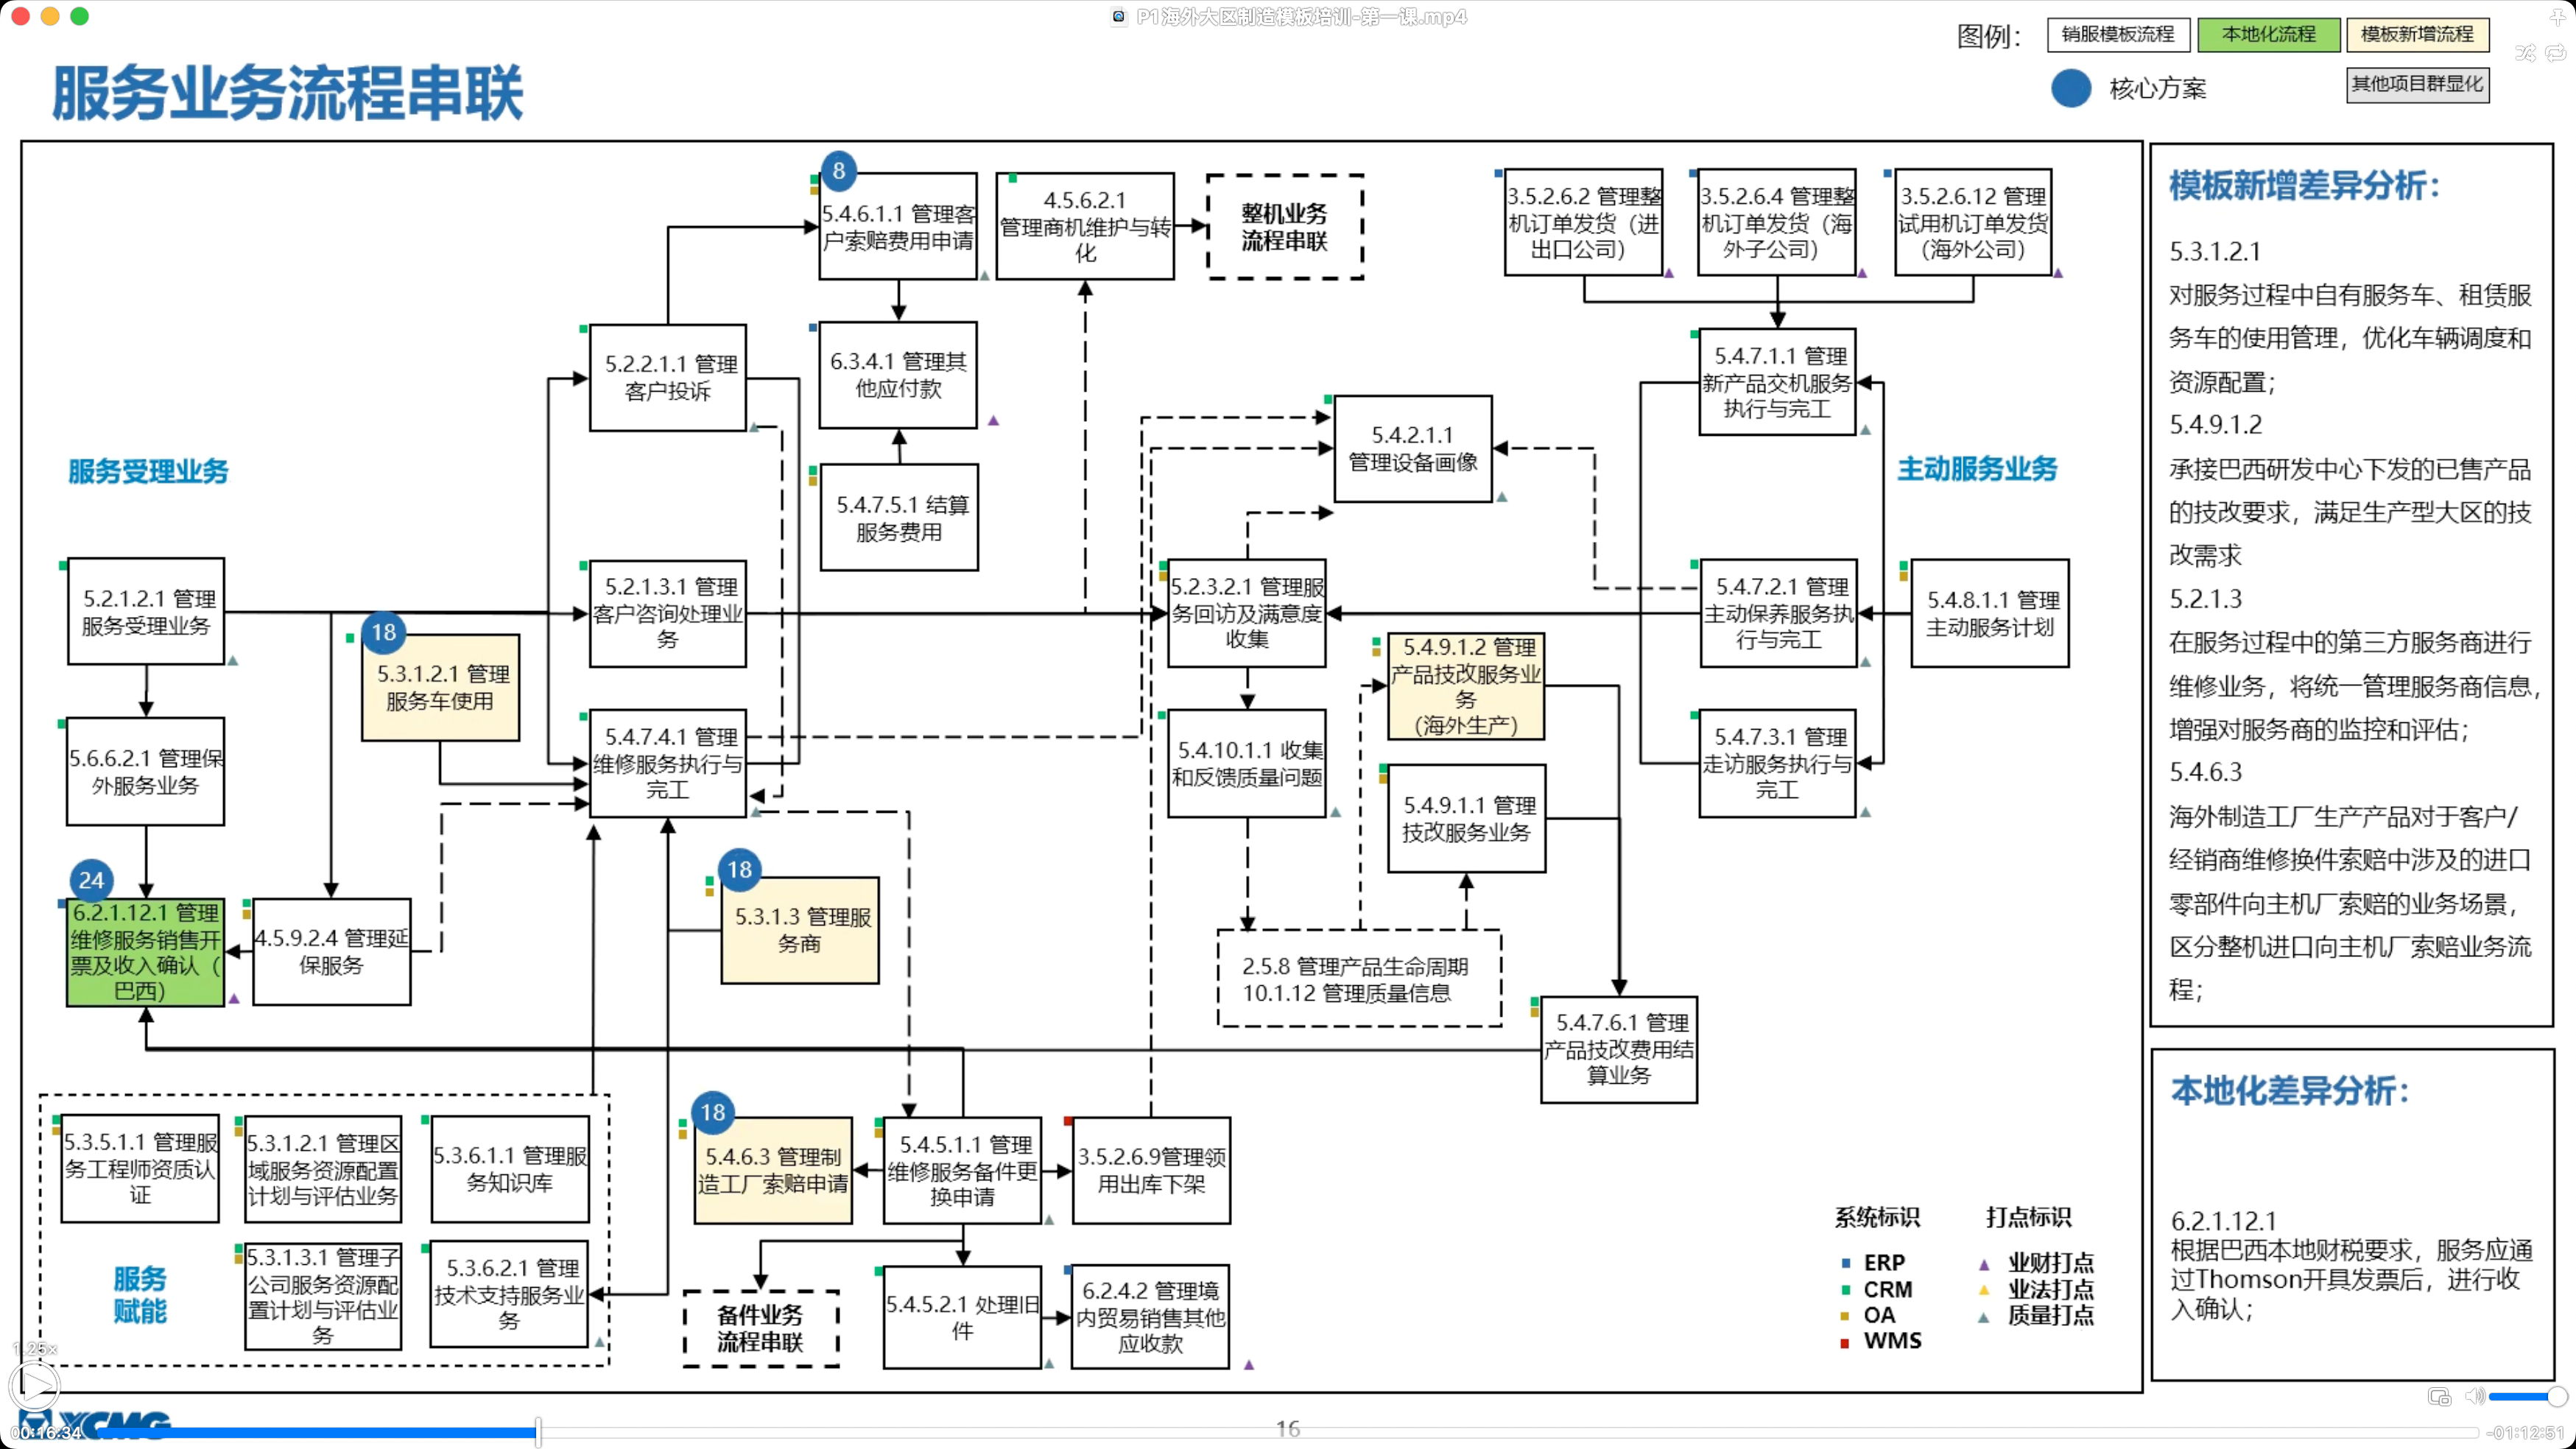 P1海外大区制造模板培训-第一课.mp4
图例：
销服模板流程
本地化流程
模板新增流程
核心方案
其他项目群显化
服务业务流程串联
8
5.4.6.1.1 管理客
户索赔费用申请
4.5.6.2.1
管理商机维护与转
化
整机业务
流程串联
3.5.2.6.2 管理整
机订单发货（进
出口公司）
3.5.2.6.4 管理整
机订单发货（海
外子公司）
3.5.2.6.12 管理
试用机订单发货
（海外公司）
5.2.2.1.1 管理
客户投诉
6.3.4.1 管理其
他应付款
5.4.7.1.1 管理
新产品交机服务
执行与完工
5.4.2.1.1
管理设备画像
服务受理业务
主动服务业务
5.4.7.5.1 结算
服务费用
5.2.1.2.1 管理
服务受理业务
5.2.1.3.1 管理
客户咨询处理业
务
5.2.3.2.1 管理服
务回访及满意度
收集
5.4.7.2.1 管理
主动保养服务执
行与完工
5.4.8.1.1 管理
主动服务计划
18
5.3.1.2.1 管理
服务车使用
5.4.9.1.2 管理
产品技改服务业
务
（海外生产）
5.6.6.2.1 管理保
外服务业务
5.4.7.4.1 管理
维修服务执行与
完工
5.4.10.1.1 收集
和反馈质量问题
5.4.9.1.1 管理
技改服务业务
5.4.7.3.1 管理
走访服务执行与
完工
24
6.2.1.12.1 管理
维修服务销售开
票及收入确认（
巴西）
4.5.9.2.4 管理延
保服务
18
5.3.1.3 管理服
务商
2.5.8 管理产品生命周期
10.1.12 管理质量信息
5.4.7.6.1 管理
产品技改费用结
算业务
5.3.5.1.1 管理服
务工程师资质认
证
5.3.1.2.1 管理区
域服务资源配置
计划与评估业务
5.3.6.1.1 管理服
务知识库
18
5.4.6.3 管理制
造工厂索赔申请
5.4.5.1.1 管理
维修服务备件更
换申请
3.5.2.6.9管理领
用出库下架
服务
赋能
5.3.1.3.1 管理子
公司服务资源配
置计划与评估业
务
5.3.6.2.1 管理
技术支持服务业
务
备件业务
流程串联
5.4.5.2.1 处理旧
件
6.2.4.2 管理境
内贸易销售其他
应收款
系统标识
ERP
CRM
OA
WMS
打点标识
业财打点
业法打点
质量打点
模板新增差异分析：
5.3.1.2.1
对服务过程中自有服务车、租赁服
务车的使用管理，优化车辆调度和
资源配置；
5.4.9.1.2
承接巴西研发中心下发的已售产品
的技改要求，满足生产型大区的技
改需求
5.2.1.3
在服务过程中的第三方服务商进行
维修业务，将统一管理服务商信息，
增强对服务商的监控和评估；
5.4.6.3
海外制造工厂生产产品对于客户/
经销商维修换件索赔中涉及的进口
零部件向主机厂索赔的业务场景，
区分整机进口向主机厂索赔业务流
程；
本地化差异分析：
6.2.1.12.1
根据巴西本地财税要求，服务应通
过Thomson开具发票后，进行收
入确认；
1.25×
XCMG
00:16:34
16
-01:12:51